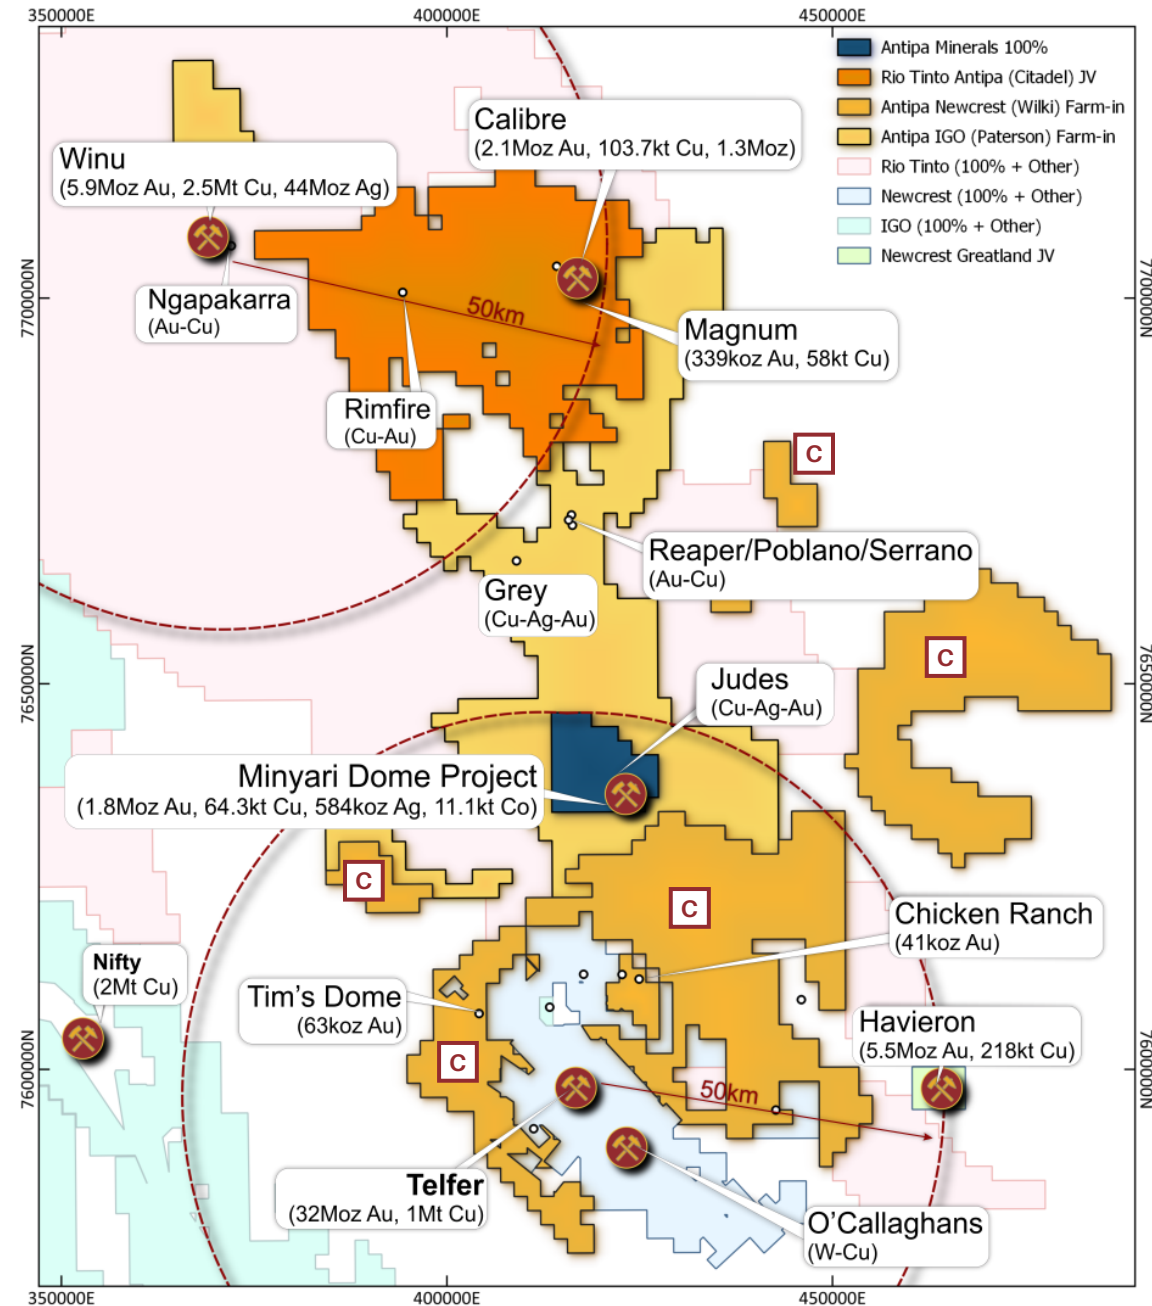 350000E
400000E
450000E
Antipa Minerals 100%
Rio Tinto Antipa (Citadel) JV
Antipa Newcrest (Wilki) Farm-in
Antipa IGO (Paterson) Farm-in
Rio Tinto (100% + Other)
Newcrest (100% + Other)
IGO (100% + Other)
Newcrest Greatland JV
Calibre
(2.1Moz Au, 103.7kt Cu, 1.3Moz)
Winu
(5.9Moz Au, 2.5Mt Cu, 44Moz Ag)
7700000N
7700000N
Ngapakarra
(Au-Cu)
50km
Magnum
(339koz Au, 58kt Cu)
Rimfire
(Cu-Au)
C
Reaper/Poblano/Serrano
(Au-Cu)
Grey
(Cu-Ag-Au)
C
7650000N
7650000N
Judes
(Cu-Ag-Au)
Minyari Dome Project
(1.8Moz Au, 64.3kt Cu, 584koz Ag, 11.1kt Co)
C
C
Chicken Ranch
(41koz Au)
Nifty
(2Mt Cu)
Tim's Dome
(63koz Au)
Havieron
(5.5Moz Au, 218kt Cu)
C
7600000N
7600000N
50km
Telfer
(32Moz Au, 1Mt Cu)
O'Callaghans
(W-Cu)
350000E
400000E
450000E